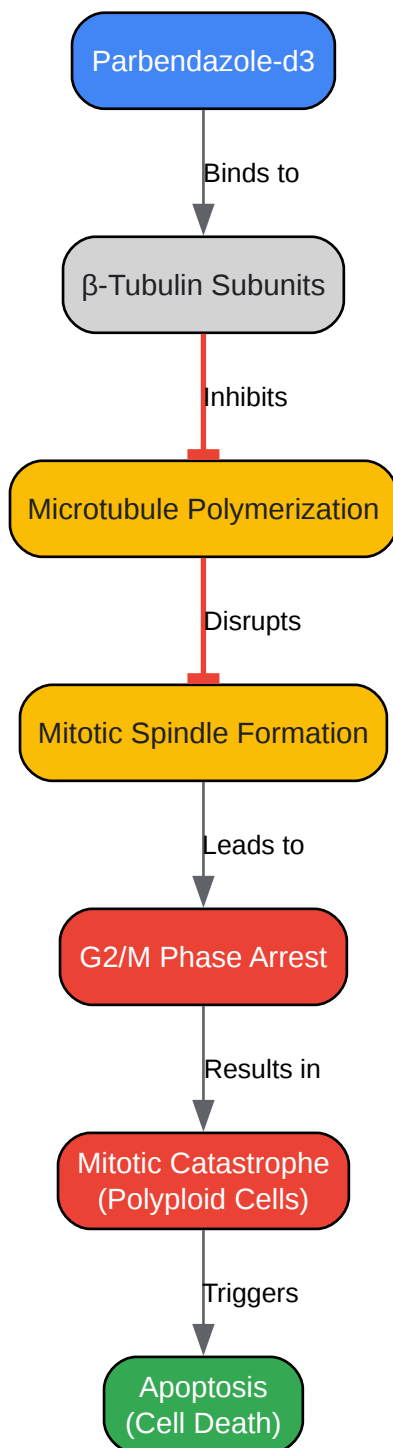 Parbendazole-d3
Binds to
β-Tubulin Subunits
Inhibits
Microtubule Polymerization
Disrupts
Mitotic Spindle Formation
Leads to
G2/M Phase Arrest
Results in
Mitotic Catastrophe
(Polyploid Cells)
Triggers
Apoptosis
(Cell Death)